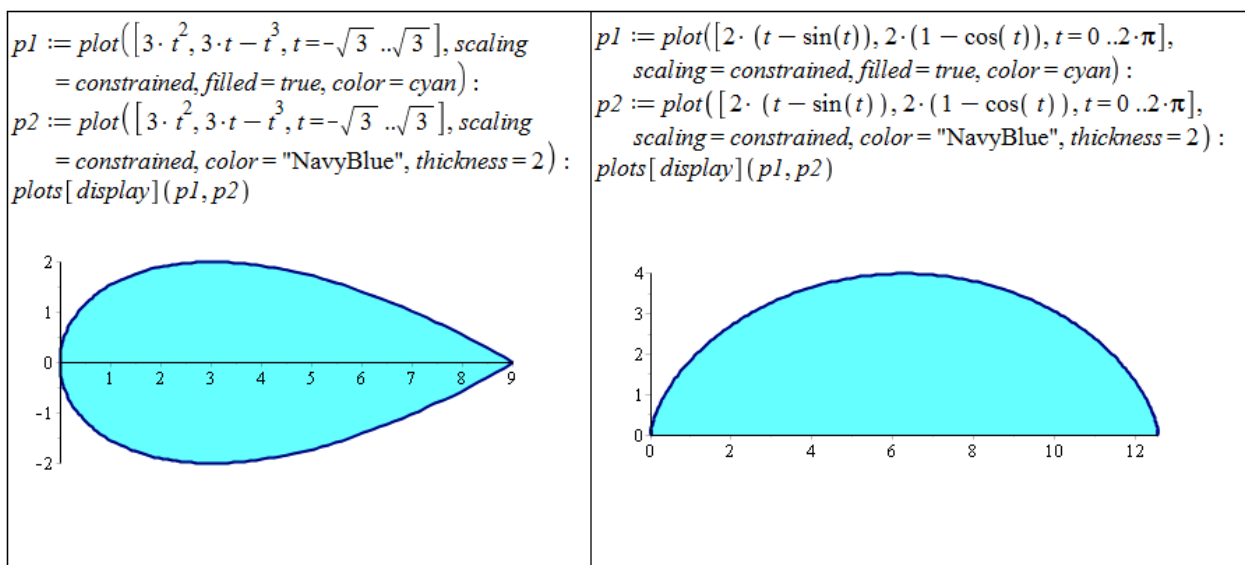 p1 := plot([3· t², 3·t − t³, t=-√3 ..√3], scaling
= constrained, filled = true, color = cyan) :
p2 := plot([3· t², 3·t − t³, t=-√3 ..√3], scaling
= constrained, color = "NavyBlue", thickness = 2) :
plots[display](p1, p2)
2
1
0
1 2 3 4 5 6 7 8 9
-1
-2
p1 := plot([2· (t − sin(t)), 2·(1 − cos( t)), t = 0 ..2·π],
scaling = constrained, filled = true, color = cyan) :
p2 := plot([2· (t − sin(t)), 2·(1 − cos( t)), t = 0 ..2·π],
scaling = constrained, color = "NavyBlue", thickness = 2) :
plots[display](p1, p2)
4
3
2
1
0
0 2 4 6 8 10 12